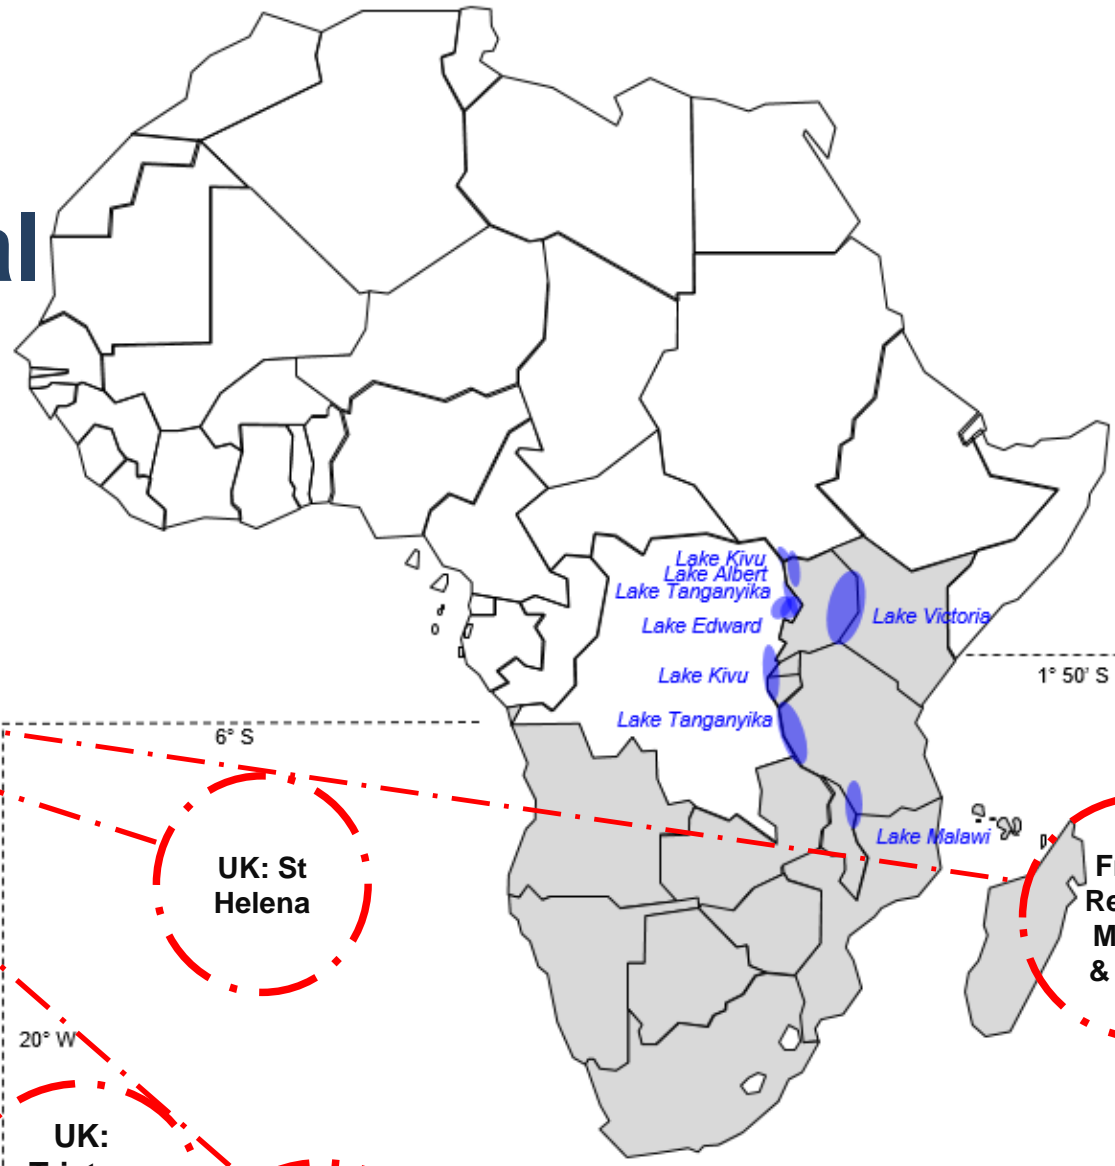 al
Lake Kivu
Lake Albert
Lake Tanganyika
Lake Edward
Lake Victoria
Lake Kivu
1° 50' S
Lake Tanganyika
6° S
Lake Malawi
UK: St
Helena
& 
20° W
UK: